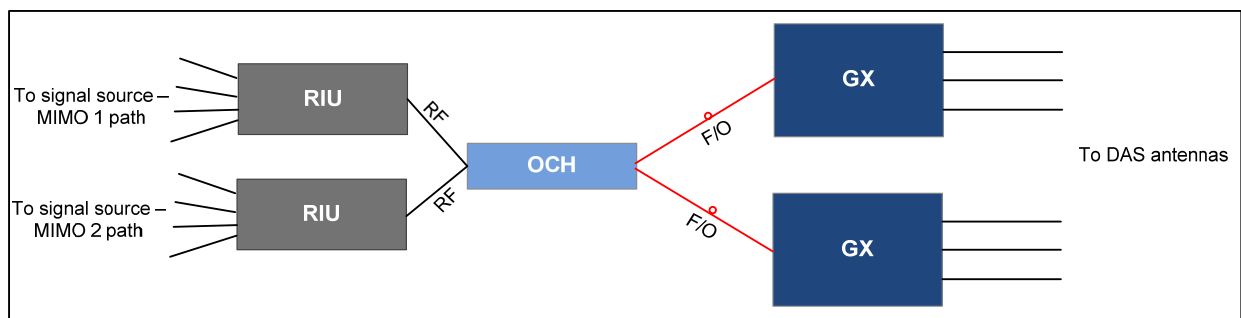 To signal source –
MIMO 1 path
RIU
RF
GX
F/O
OCH
To DAS antennas
To signal source –
MIMO 2 path
RIU
RF
F/O
GX